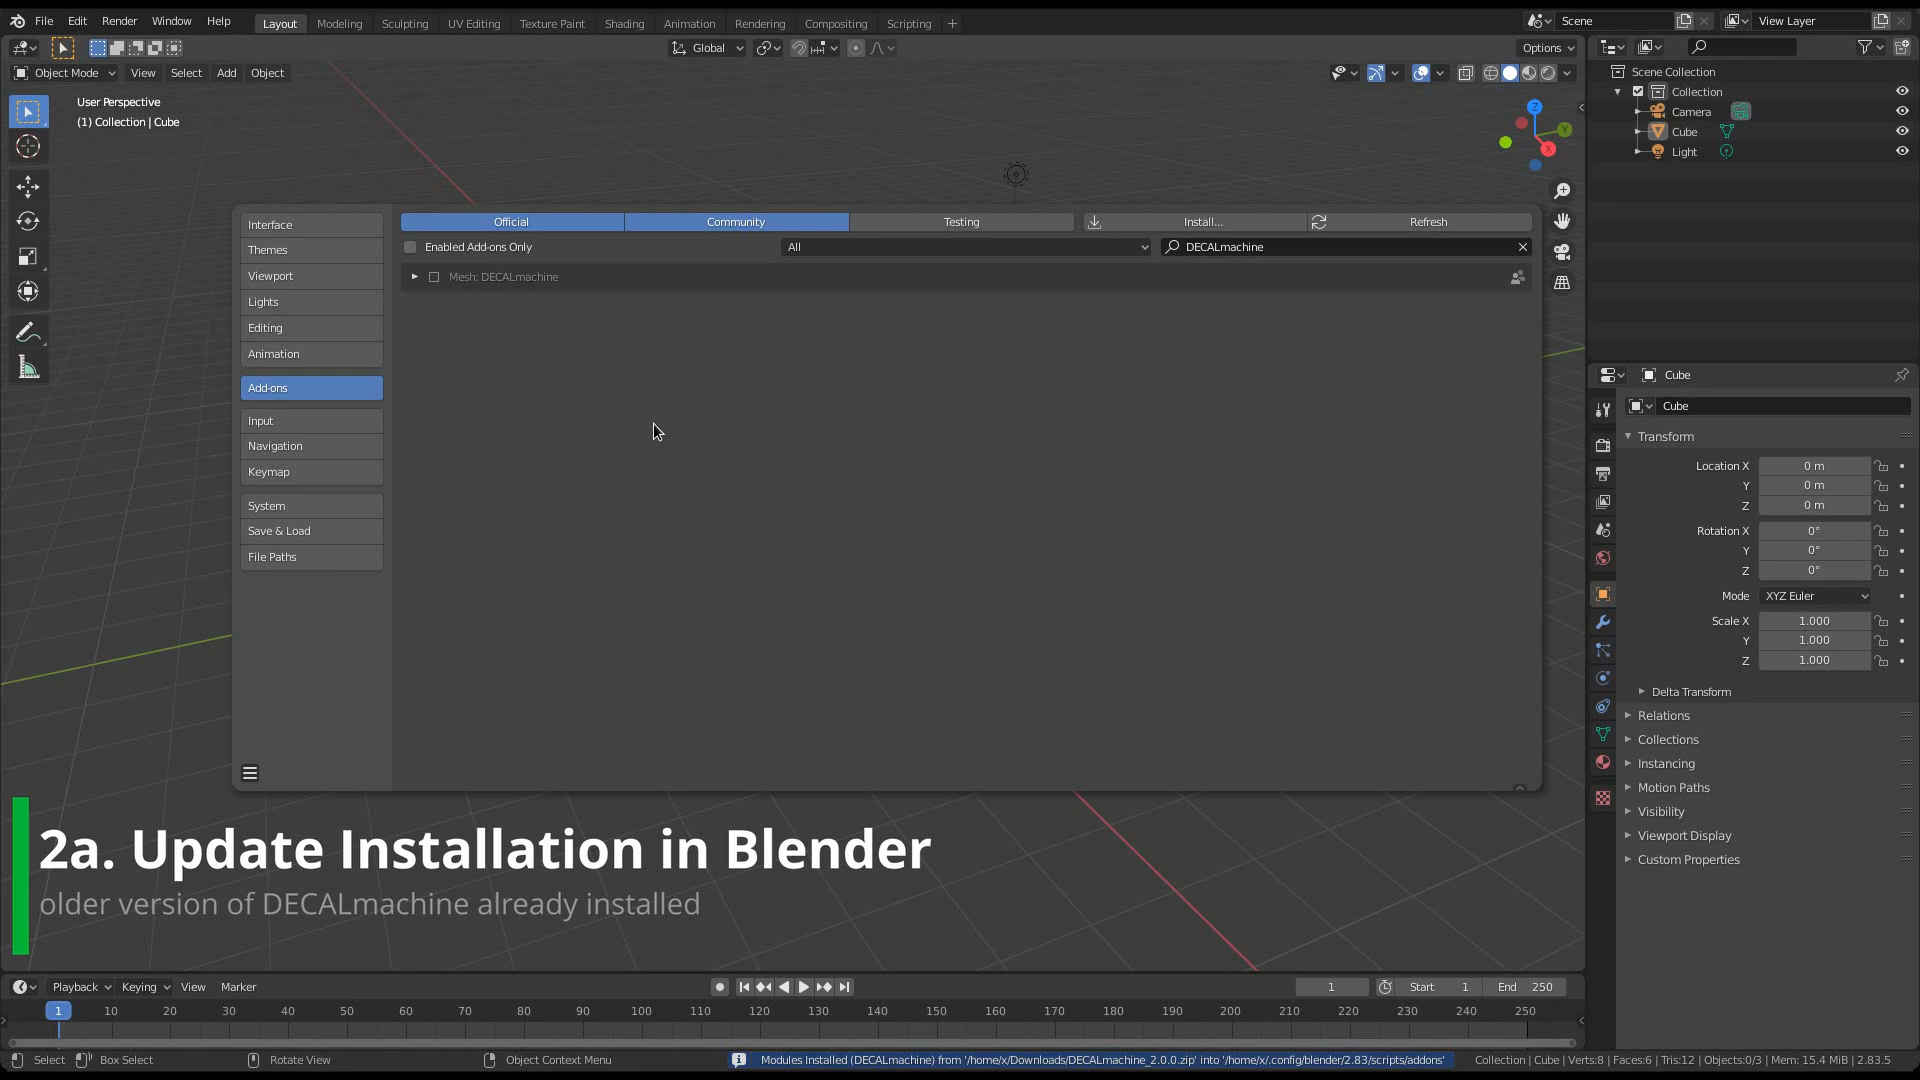 File Edit Render Window Help Layout Modeling Sculpting UV Editing Texture Paint Shading Animation Rendering Compositing Scripting + Scene View Layer
Global Options
Object Mode View Select Add Object
User Perspective
(1) Collection | Cube
Z
Y
X
Scene Collection
Collection
Camera
Cube
Light
Interface
Themes
Viewport
Lights
Editing
Animation
Add-ons
Input
Navigation
Keymap
System
Save & Load
File Paths
Official Community Testing Install... Refresh
Enabled Add-ons Only All DECALmachine
Mesh: DECALmachine
Cube
Cube
Transform
Location X 0 m
Y 0 m
Z 0 m
Rotation X 0°
Y 0°
Z 0°
Mode XYZ Euler
Scale X 1.000
Y 1.000
Z 1.000
Delta Transform
Relations
Collections
Instancing
Motion Paths
Visibility
Viewport Display
Custom Properties
2a. Update Installation in Blender
older version of DECALmachine already installed
Playback Keying View Marker 1 Start 1 End 250
1 10 20 30 40 50 60 70 80 90 100 110 120 130 140 150 160 170 180 190 200 210 220 230 240 250
Select Box Select Rotate View Object Context Menu Modules Installed (DECALmachine) from '/home/x/Downloads/DECALmachine_2.0.0.zip' into '/home/x/.config/blender/2.83/scripts/addons' Collection | Cube | Verts:8 | Faces:6 | Tris:12 | Objects:0/3 | Mem: 15.4 MiB | 2.83.5